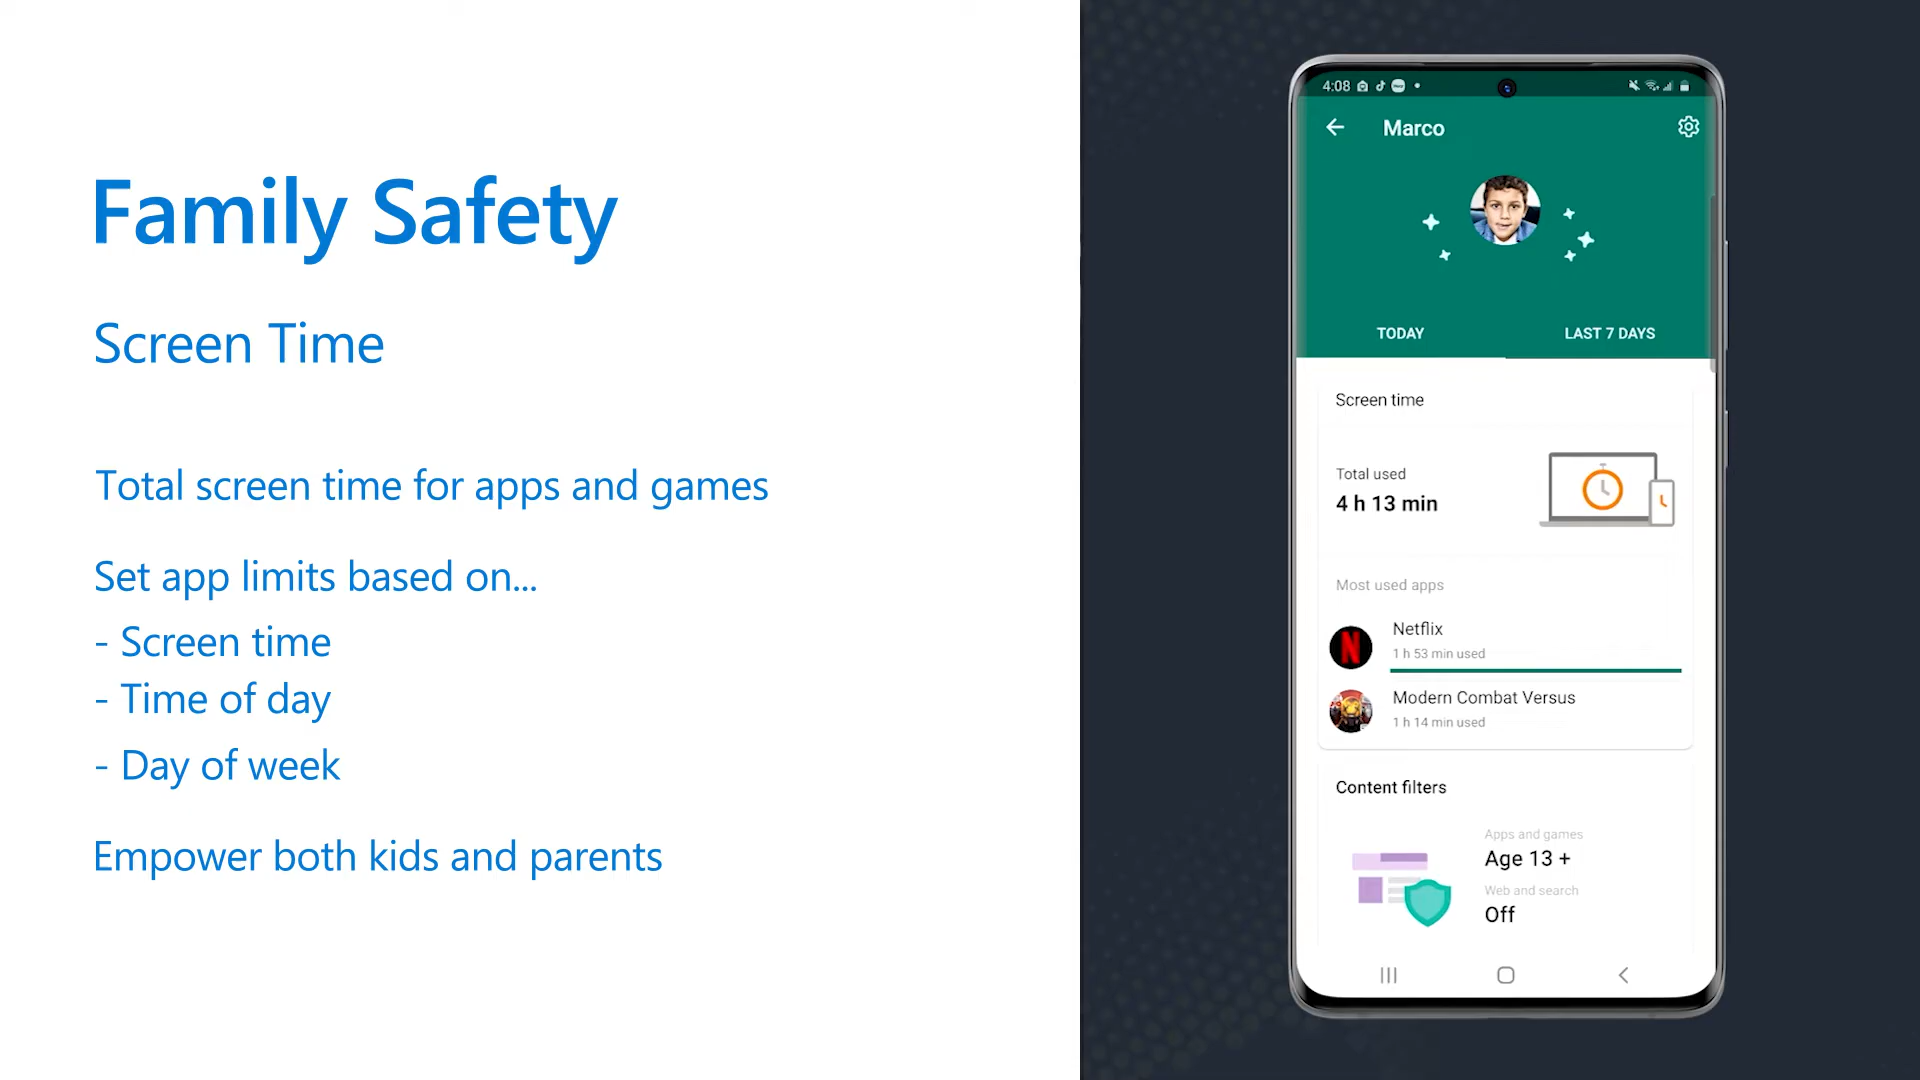 Family Safety
Screen Time
Total screen time for apps and games
Set app limits based on...
- Screen time
- Time of day
- Day of week
Empower both kids and parents
4:08
Marco
TODAY
LAST 7 DAYS
Screen time
Total used
4 h 13 min
Most used apps
N
Netflix
1 h 53 min used
Modern Combat Versus
1 h 14 min used
Content filters
Apps and games
Age 13 +
Web and search
Off